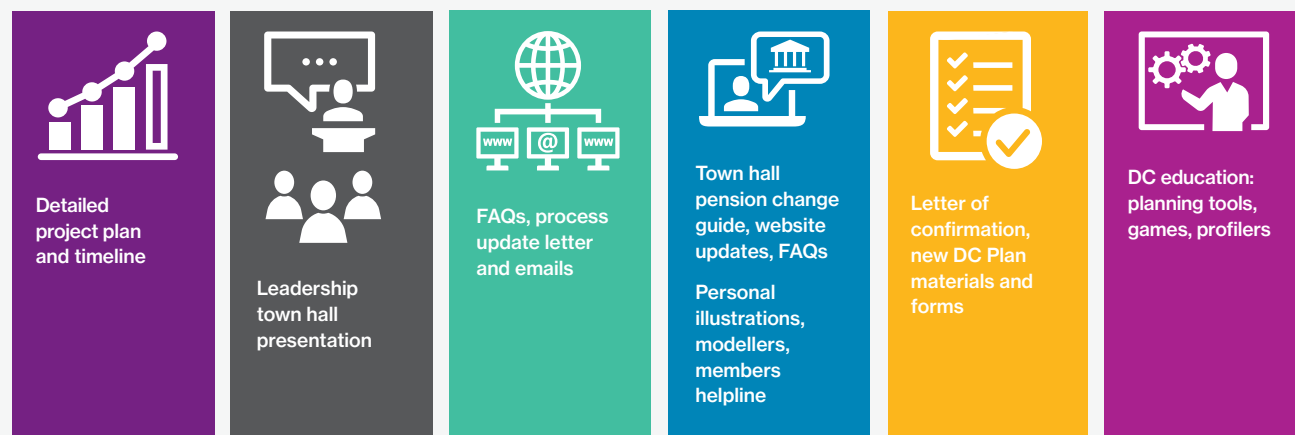 Detailed
project plan
and timeline
Leadership
town hall
presentation
www
@
www
FAQs, process
update letter
and emails
Town hall
pension change
guide, website
updates, FAQs
Personal
illustrations,
modellers,
members
helpline
Letter of
confirmation,
new DC Plan
materials and
forms
DC education:
planning tools,
games, profilers